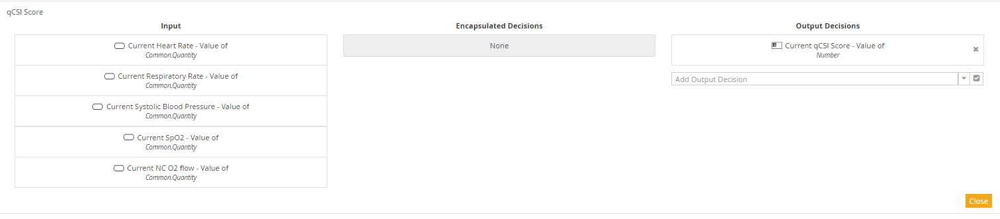 qCSI Score
Input
Current Heart Rate - Value of
Common.Quantity
Current Respiratory Rate - Value of
Common.Quantity
Current Systolic Blood Pressure - Value of
Common.Quantity
Current SpO2 - Value of
Common.Quantity
Current NC O2 flow - Value of
Common.Quantity
Encapsulated Decisions
None
Output Decisions
Current qCSI Score - Value of
Number
Add Output Decision
Close